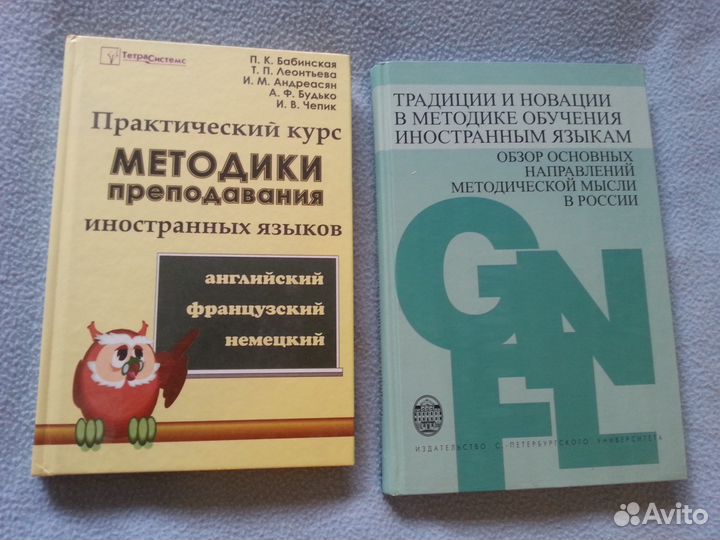 ТетраСистемс
П. К. Бабинская
Т. П. Леонтьева
И. М. Андреасян
А. Ф. Будько
И. В. Чепик
Практический курс
МЕТОДИКИ
преподавания
иностранных языков
английский
французский
немецкий
ТРАДИЦИИ И НОВАЦИИ
В МЕТОДИКЕ ОБУЧЕНИЯ
ИНОСТРАННЫМ ЯЗЫКАМ
ОБЗОР ОСНОВНЫХ
НАПРАВЛЕНИЙ
МЕТОДИЧЕСКОЙ МЫСЛИ
В РОССИИ
G N
FL
ИЗДАТЕЛЬСТВО С.-ПЕТЕРБУРГСКОГО УНИВЕРСИТЕТА
Avito